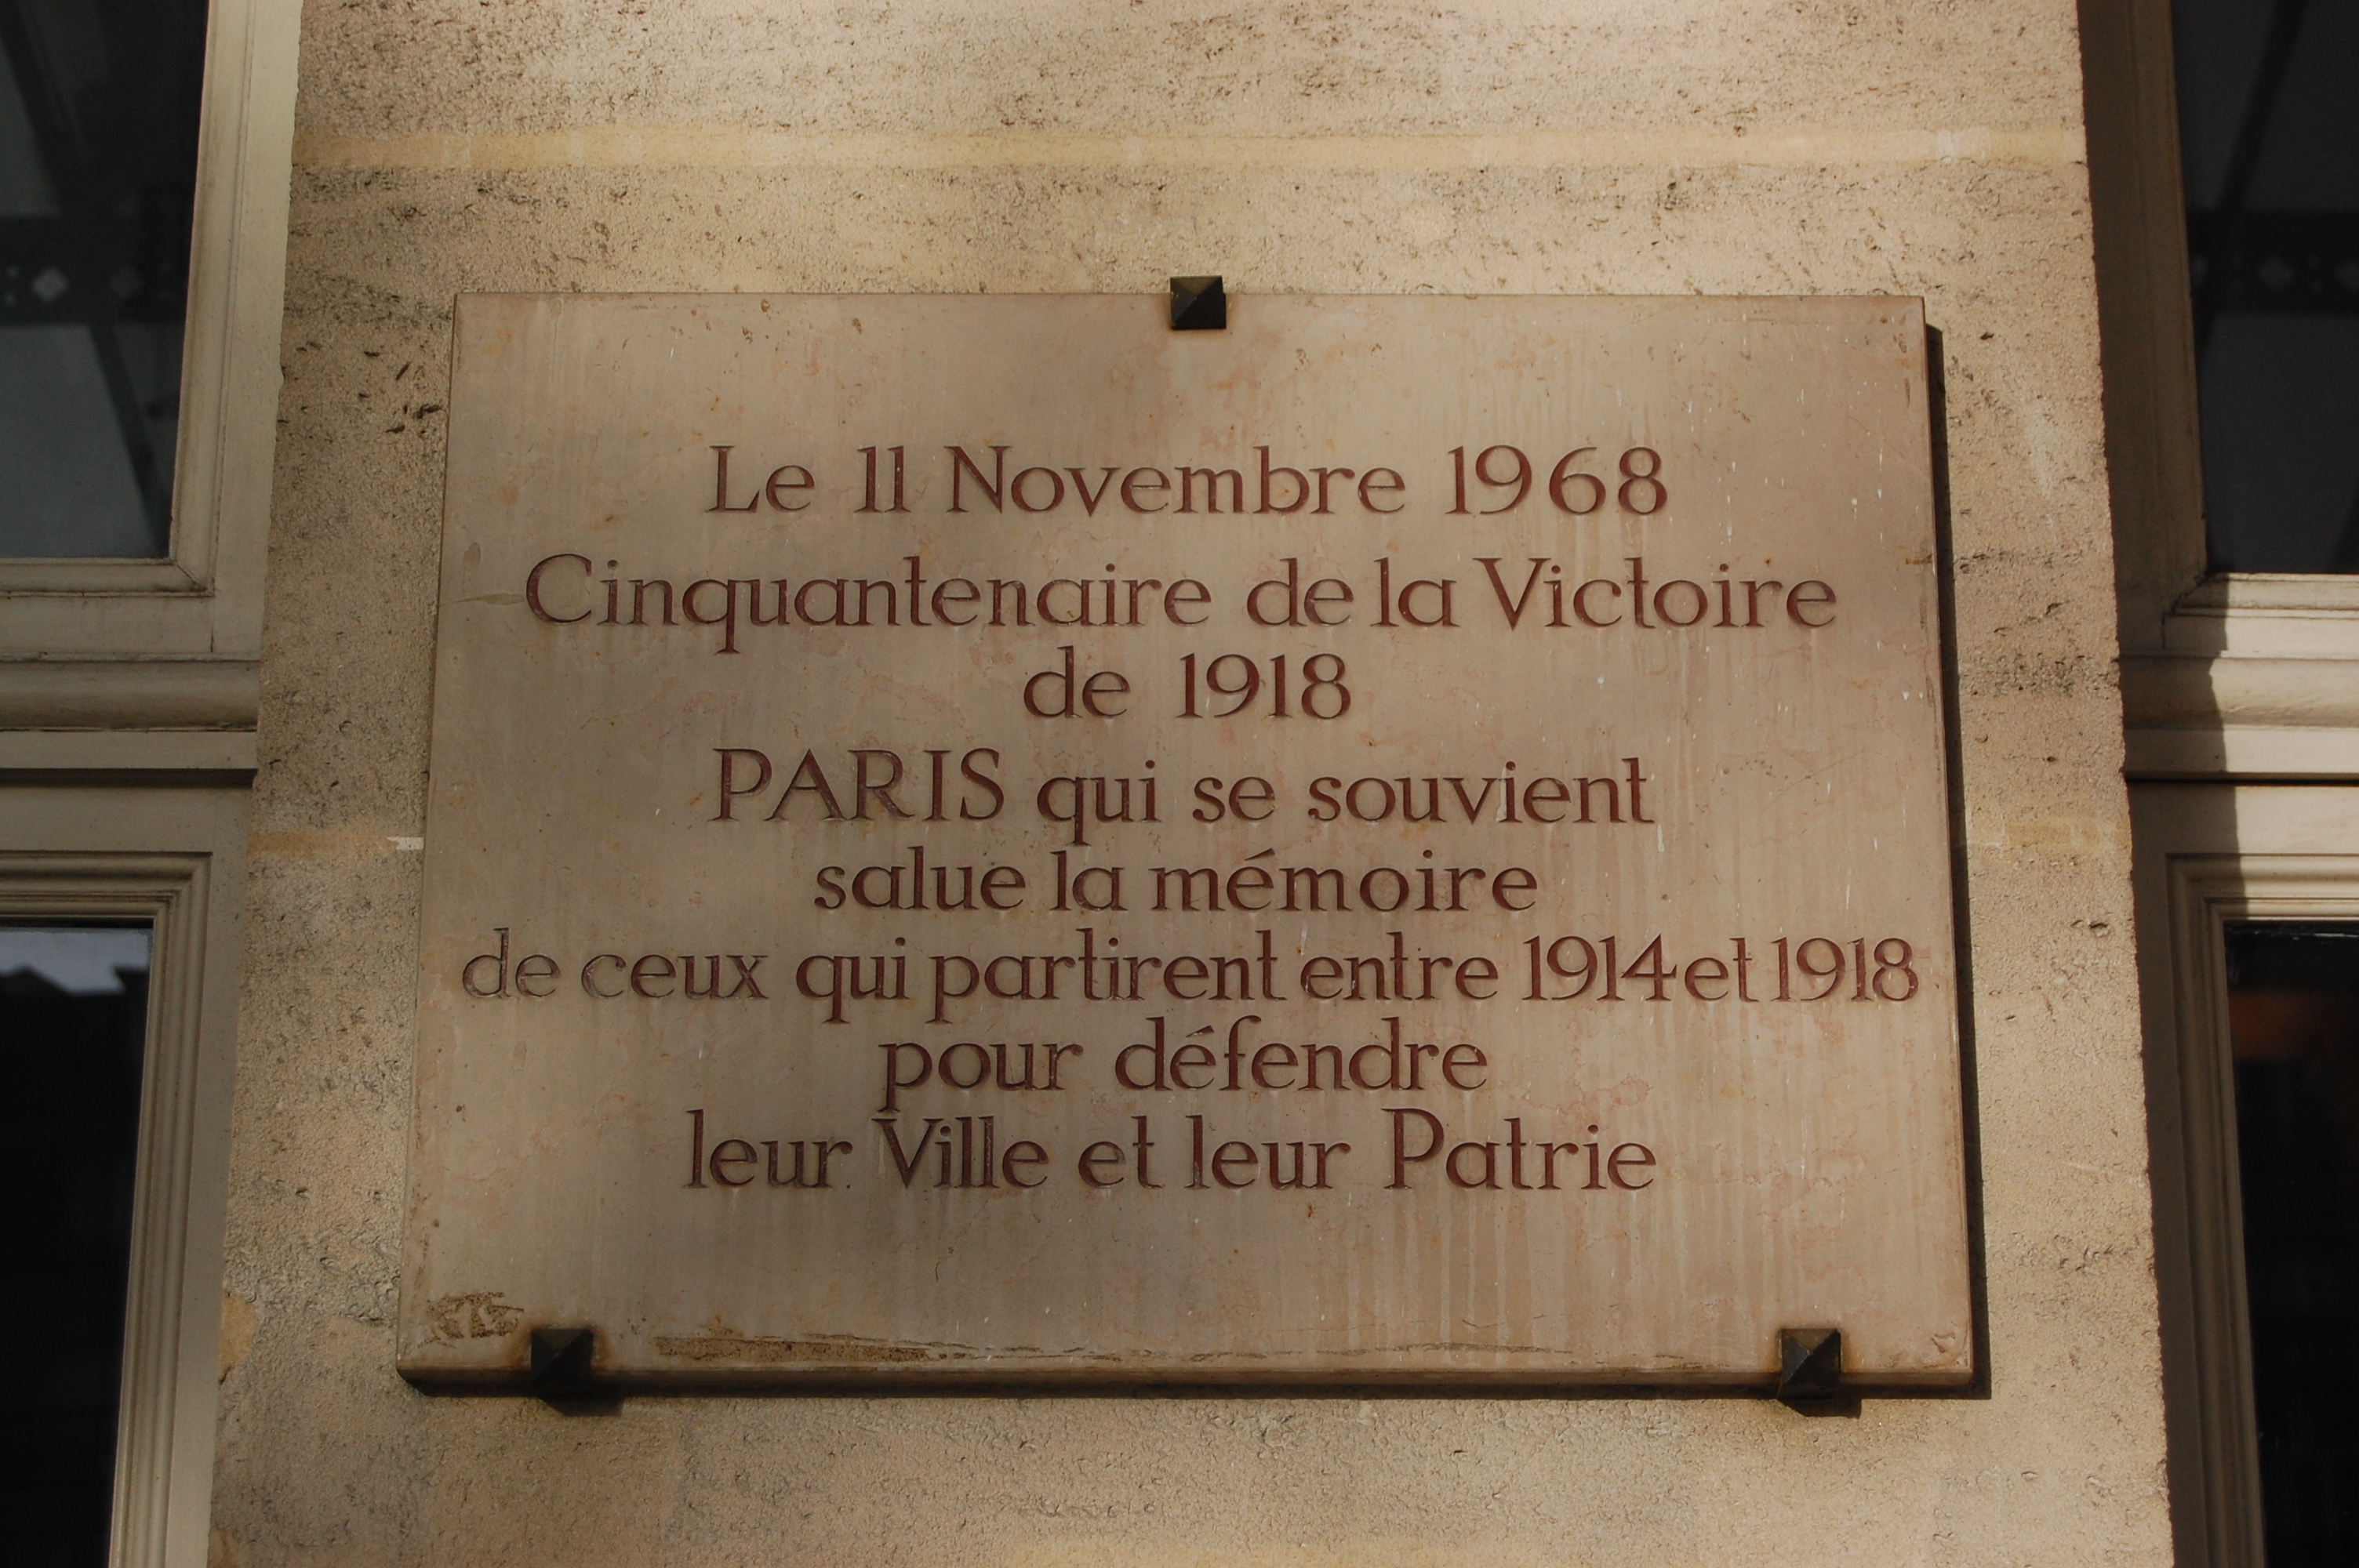 Le 11 Novembre 1968
Cinquantenaire de la Victoire
de 1918
PARIS qui se souvient
salue la mémoire
de ceux qui partirent entre 1914 et 1918
pour défendre
leur Ville et leur Patrie